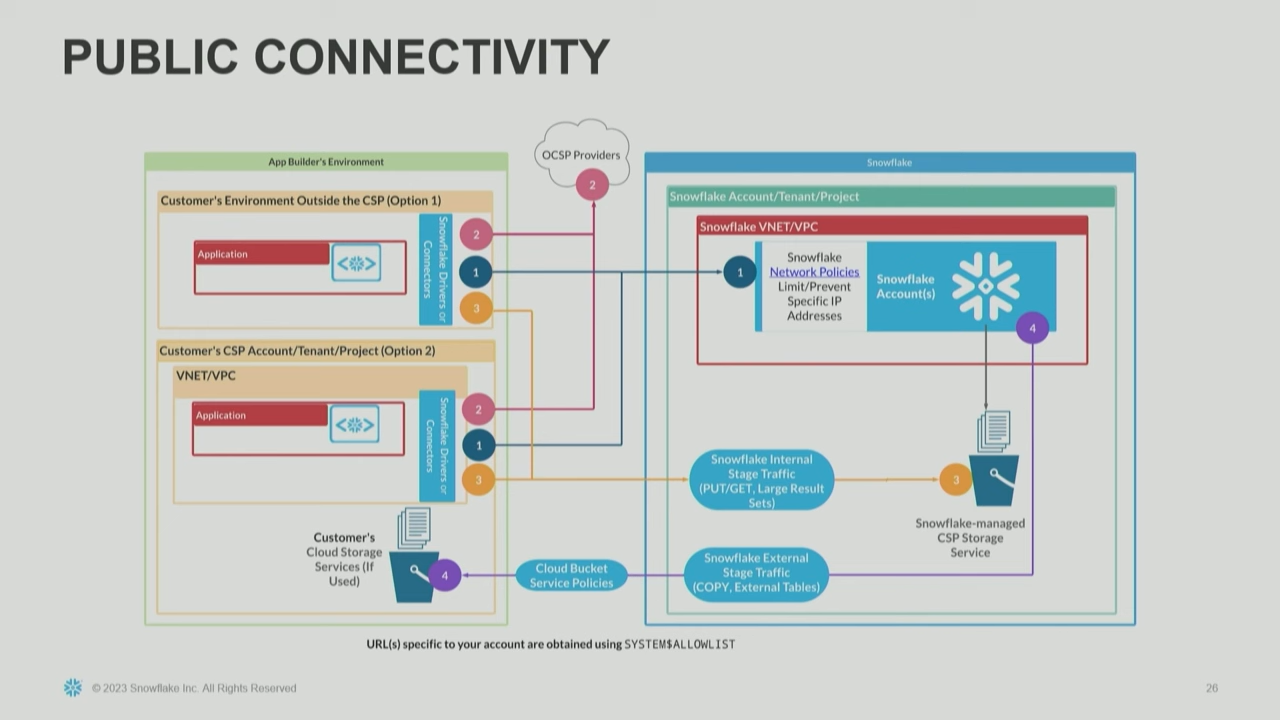 PUBLIC CONNECTIVITY
OCSP Providers
2
App Builder's Environment
Customer's Environment Outside the CSP (Option 1)
Application
Snowflake Drivers or
Connectors
2
1
3
Customer's CSP Account/Tenant/Project (Option 2)
VNET/VPC
Application
Snowflake Drivers or
Connectors
2
1
3
Customer's
Cloud Storage
Services (If
Used)
4
Cloud Bucket
Service Policies
Snowflake
Snowflake Account/Tenant/Project
Snowflake VNET/VPC
1
Snowflake
Network Policies
Limit/Prevent
Specific IP
Addresses
Snowflake
Account(s)
4
Snowflake Internal
Stage Traffic
(PUT/GET, Large Result
Sets)
3
Snowflake-managed
CSP Storage
Service
Snowflake External
Stage Traffic
(COPY, External Tables)
URL(s) specific to your account are obtained using SYSTEM$ALLOWLIST
© 2023 Snowflake Inc. All Rights Reserved
26